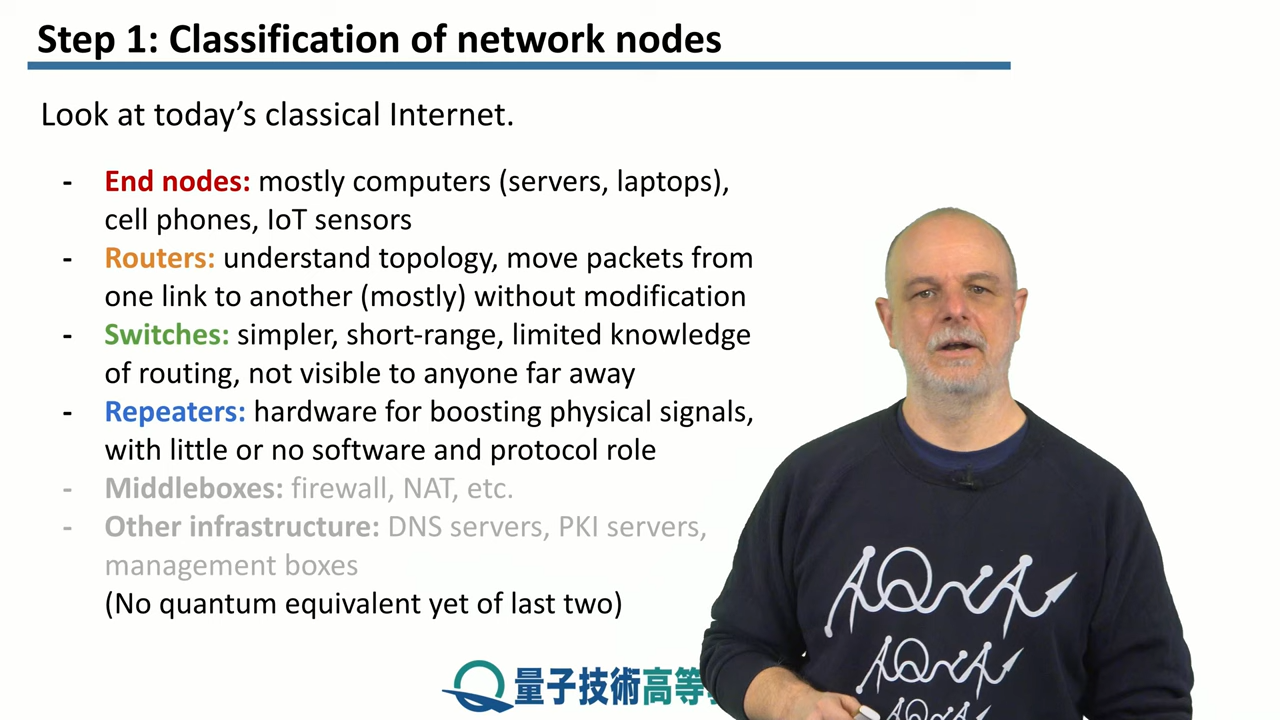 Step 1: Classification of network nodes
Look at today’s classical Internet.
- End nodes: mostly computers (servers, laptops),
cell phones, IoT sensors
- Routers: understand topology, move packets from
one link to another (mostly) without modification
- Switches: simpler, short-range, limited knowledge
of routing, not visible to anyone far away
- Repeaters: hardware for boosting physical signals,
with little or no software and protocol role
- Middleboxes: firewall, NAT, etc.
- Other infrastructure: DNS servers, PKI servers,
management boxes
(No quantum equivalent yet of last two)
量子技術高等
AQUA
AQUA